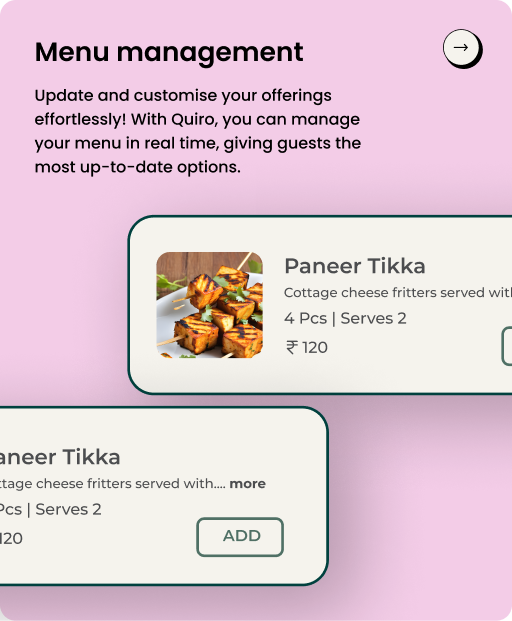 Menu management
Update and customise your offerings
effortlessly! With Quiro, you can manage
your menu in real time, giving guests the
most up-to-date options.
Paneer Tikka
Cottage cheese fritters served with
4 Pcs | Serves 2
₹ 120
aneer Tikka
ttage cheese fritters served with.... more
Pcs | Serves 2
120
ADD